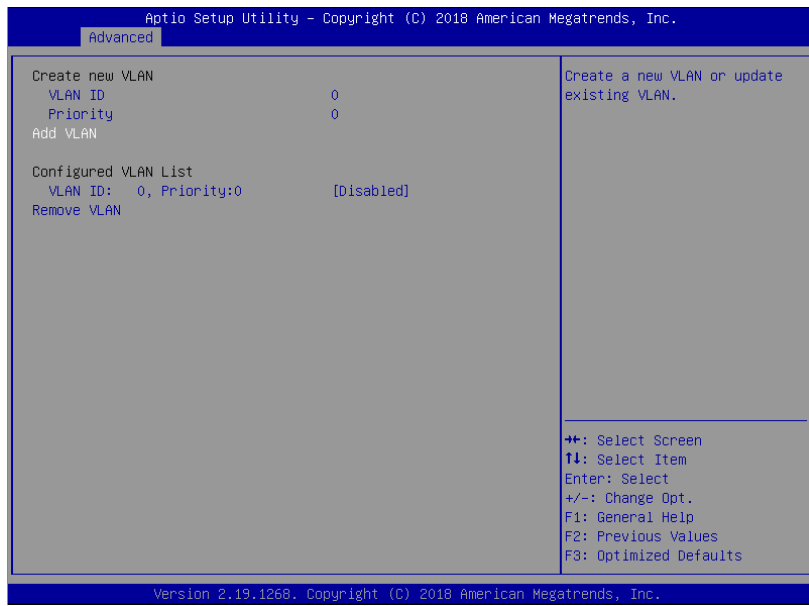 Aptio Setup Utility – Copyright (C) 2018 American Megatrends, Inc.
Advanced
Create new VLAN
VLAN ID 0
Priority 0
Add VLAN
Configured VLAN List
VLAN ID: 0, Priority:0 [Disabled]
Remove VLAN
Create a new VLAN or update
existing VLAN.
→←: Select Screen
↑↓: Select Item
Enter: Select
+/-: Change Opt.
F1: General Help
F2: Previous Values
F3: Optimized Defaults
Version 2.19.1268. Copyright (C) 2018 American Megatrends, Inc.